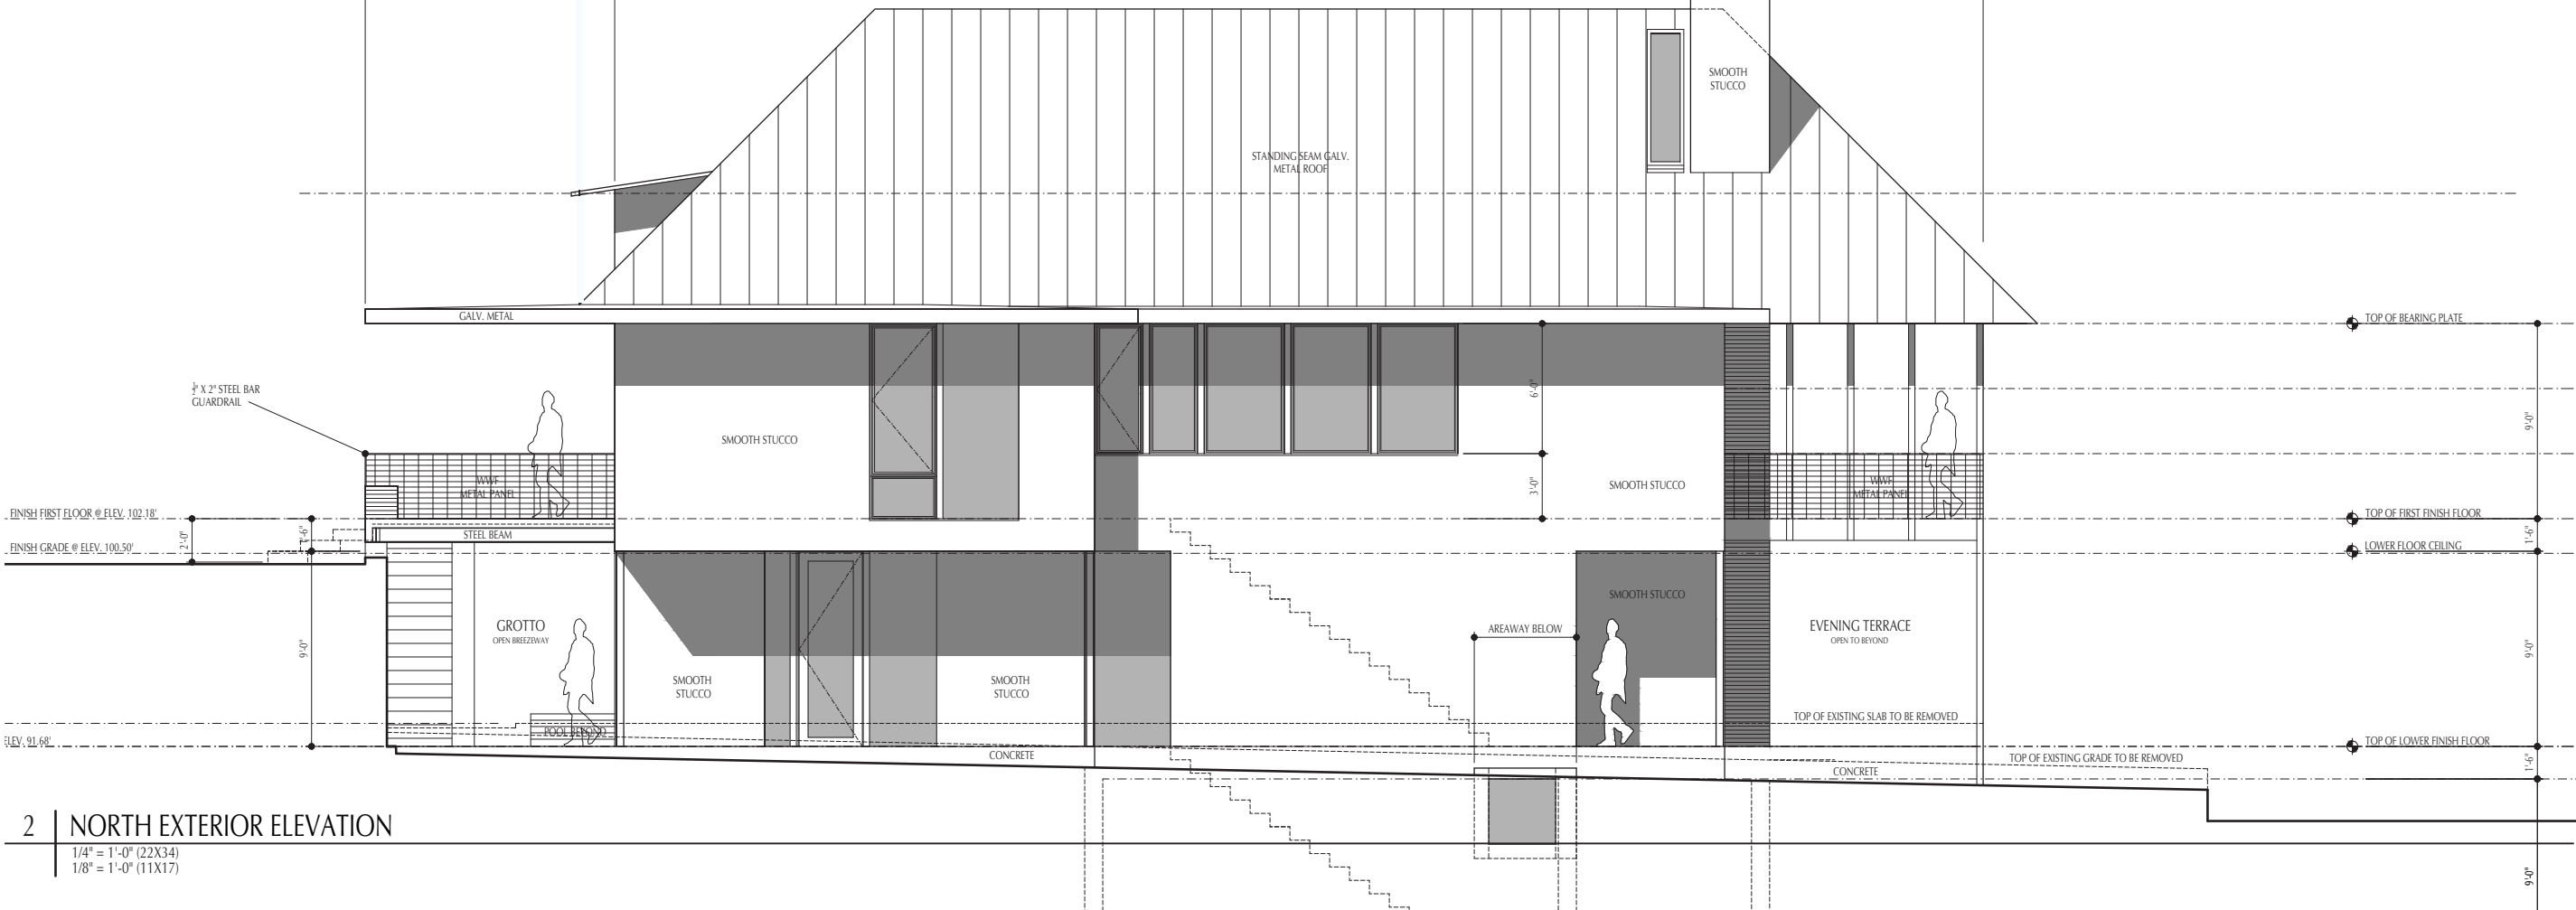 SMOOTH
STUCCO
STANDING SEAM GALV.
METAL ROOF
GALV. METAL
TOP OF BEARING PLATE
½" X 2" STEEL BAR
GUARDRAIL
6'-0"
9'-0"
SMOOTH STUCCO
WWF
METAL PANEL
3'-0"
SMOOTH STUCCO
WWF
METAL PANEL
FINISH FIRST FLOOR @ ELEV. 102.18'
TOP OF FIRST FINISH FLOOR
2'-0"
1'-6"
STEEL BEAM
1'-6"
FINISH GRADE @ ELEV. 100.50'
LOWER FLOOR CEILING
SMOOTH STUCCO
GROTTO
OPEN BREEZEWAY
AREAWAY BELOW
EVENING TERRACE
OPEN TO BEYOND
9'-0"
9'-0"
SMOOTH
STUCCO
SMOOTH
STUCCO
TOP OF EXISTING SLAB TO BE REMOVED
POOL BEYOND
ELEV. 91.68'
TOP OF LOWER FINISH FLOOR
CONCRETE
TOP OF EXISTING GRADE TO BE REMOVED
CONCRETE
1'-6"
2
NORTH EXTERIOR ELEVATION
1/4" = 1'-0" (22X34)
1/8" = 1'-0" (11X17)
9'-0"